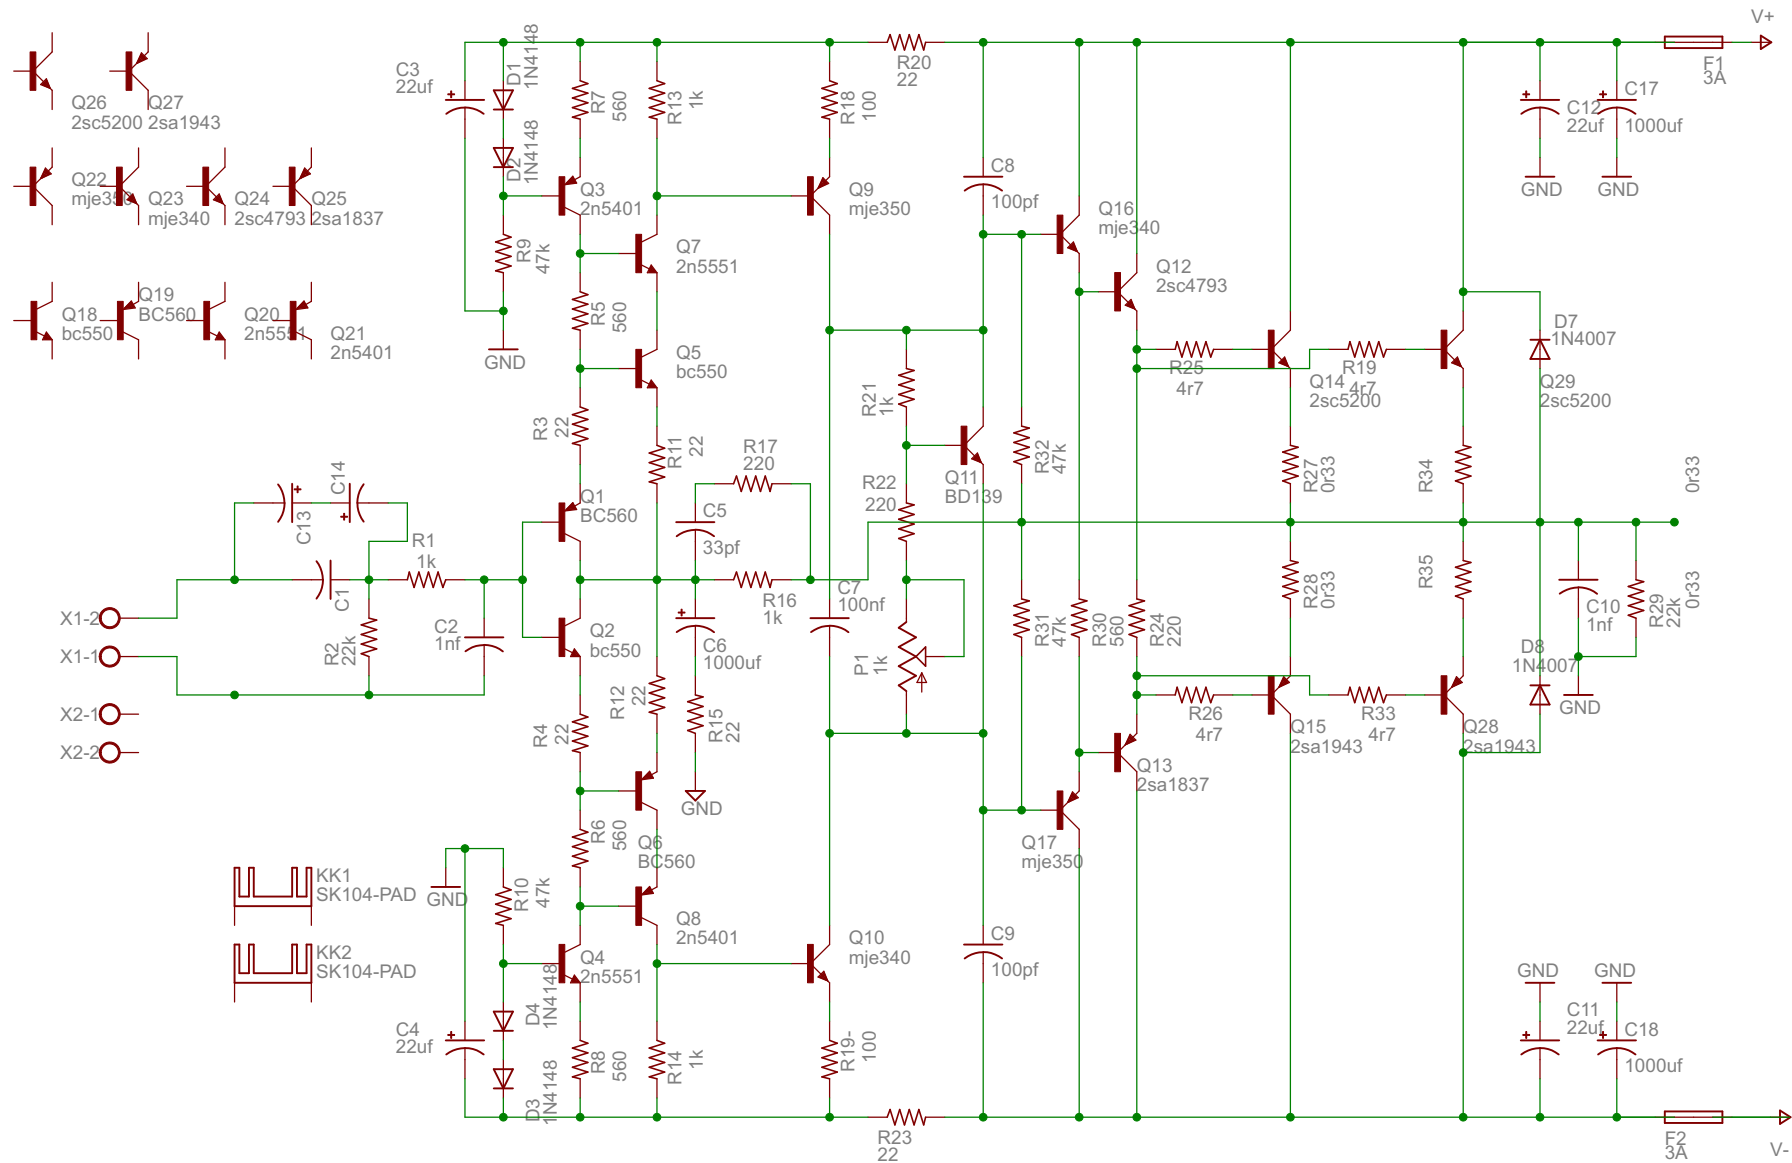 V+
Q26
2sc5200
Q27
2sa1943
C3
22uf
D1
1N4148
D2
1N4148
R7
560
R13
1k
R18
100
R20
22
F1
3A
C12
22uf
C17
1000uf
GND
GND
Q22
mje350
Q23
mje340
Q24
2sc4793
Q25
2sa1837
Q3
2n5401
Q9
mje350
C8
100pf
Q16
mje340
R9
47k
Q7
2n5551
Q12
2sc4793
Q18
bc550
Q19
BC560
Q20
2n5551
Q21
2n5401
R5
560
GND
Q5
bc550
R25
4r7
R19
4r7
D7
1N4007
Q14
2sc5200
Q29
2sc5200
R21
1k
R3
22
R11
22
R17
220
R22
220
Q11
BD139
R32
47k
R27
0r33
R34
0r33
C13
C14
R1
1k
Q1
BC560
C5
33pf
C1
R16
1k
C7
100nf
R28
0r33
R35
0r33
C10
1nf
R29
22k
X1-2
X1-1
X2-1
X2-2
R2
22k
C2
1nf
Q2
bc550
C6
1000uf
P1
1k
R31
47k
R30
560
R24
220
D8
1N4007
GND
R4
22
R12
22
R15
22
GND
R26
4r7
Q15
2sa1943
R33
4r7
Q28
2sa1943
Q13
2sa1837
R6
560
Q6
BC560
Q17
mje350
KK1
SK104-PAD
GND
R10
47k
Q8
2n5401
KK2
SK104-PAD
Q4
2n5551
Q10
mje340
C9
100pf
GND
GND
D4
1N4148
D3
1N4148
C4
22uf
R8
560
R14
1k
R19-
100
C11
22uf
C18
1000uf
R23
22
F2
3A
V-